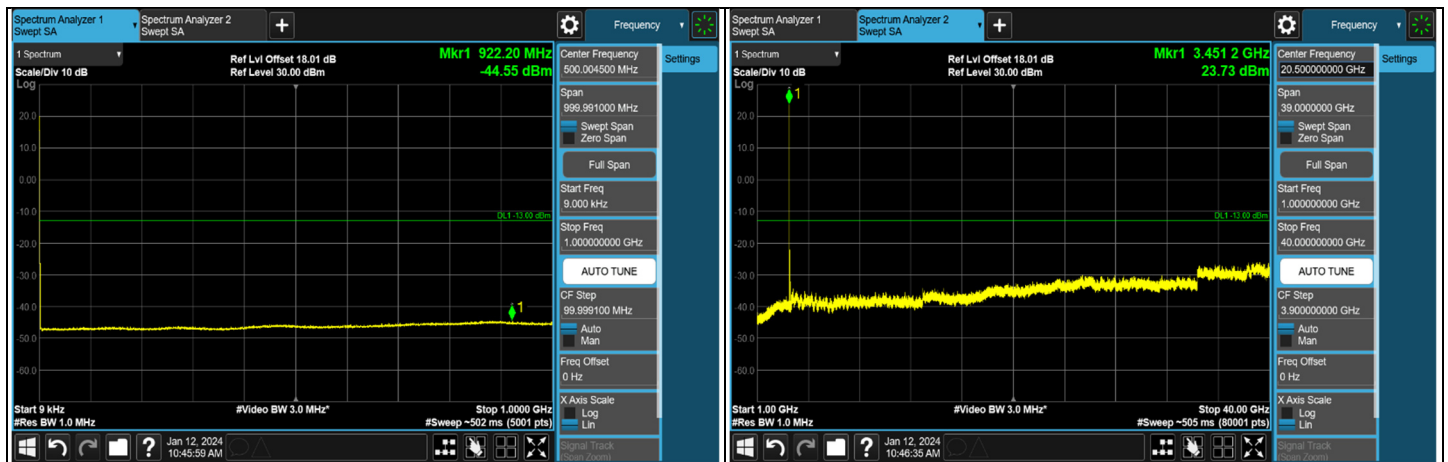 Spectrum Analyzer 1
Swept SA
Spectrum Analyzer 2
Swept SA
Frequency
1 Spectrum
Scale/Div 10 dB
Log
Ref Lvl Offset 18.01 dB
Ref Level 30.00 dBm
Mkr1 922.20 MHz
-44.55 dBm
1
20.0
10.0
0.00
-10.0
-20.0
-30.0
-40.0
-50.0
-60.0
DL1 -13.00 dBm
Start 9 kHz
#Res BW 1.0 MHz
#Video BW 3.0 MHz*
Stop 1.0000 GHz
#Sweep ~502 ms (5001 pts)
Center Frequency
500.004500 MHz
Span
999.991000 MHz
Swept Span
Zero Span
Full Span
Start Freq
9.000 kHz
Stop Freq
1.000000000 GHz
AUTO TUNE
CF Step
99.999100 MHz
Auto
Man
Freq Offset
0 Hz
X Axis Scale
Log
Lin
Signal Track
(Span Zoom)
Settings
?
Jan 12, 2024
10:45:59 AM
Spectrum Analyzer 1
Swept SA
Spectrum Analyzer 2
Swept SA
Frequency
1 Spectrum
Scale/Div 10 dB
Log
Ref Lvl Offset 18.01 dB
Ref Level 30.00 dBm
Mkr1 3.451 2 GHz
23.73 dBm
1
20.0
10.0
0.00
-10.0
-20.0
-30.0
-40.0
-50.0
-60.0
DL1 -13.00 dBm
Start 1.00 GHz
#Res BW 1.0 MHz
#Video BW 3.0 MHz*
Stop 40.00 GHz
#Sweep ~505 ms (80001 pts)
Center Frequency
20.500000000 GHz
Span
39.0000000 GHz
Swept Span
Zero Span
Full Span
Start Freq
1.000000000 GHz
Stop Freq
40.000000000 GHz
AUTO TUNE
CF Step
3.900000000 GHz
Auto
Man
Freq Offset
0 Hz
X Axis Scale
Log
Lin
Signal Track
(Span Zoom)
Settings
?
Jan 12, 2024
10:46:35 AM